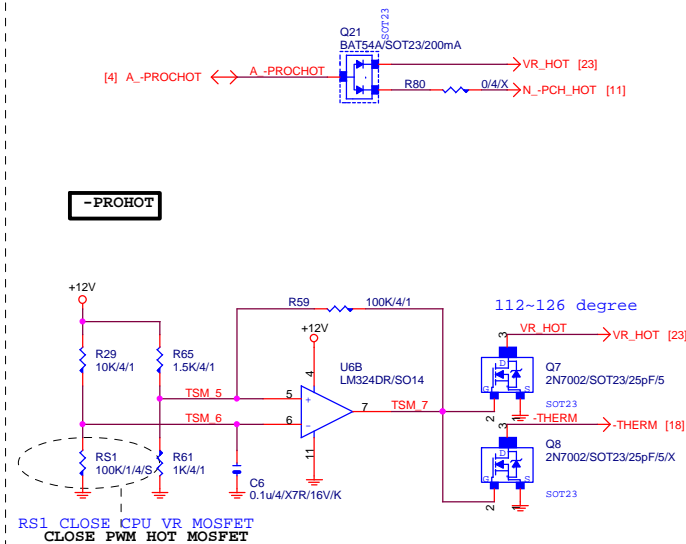 Q21
SOT23
BAT54A/SOT23/200mA
[4] A_-PROCHOT
A_-PROCHOT
VR_HOT [23]
R80
0/4/X
N_-PCH_HOT [11]
-PROHOT
+12V
R59
100K/4/1
112~126 degree
+12V
VR_HOT
3
VR_HOT [23]
R29
10K/4/1
R65
1.5K/4/1
U6B
LM324DR/SO14
4
D
G
S
Q7
2N7002/SOT23/25pF/5
SOT23
2
1
TSM_5
5
+
TSM_6
6
-
7
TSM_7
11
3
-THERM
-THERM [18]
RS1
100K/1/4/S
R61
1K/4/1
C6
0.1u/4/X7R/16V/K
D
G
S
Q8
2N7002/SOT23/25pF/5/X
SOT23
2
1
RS1 CLOSE CPU VR MOSFET
CLOSE PWM HOT MOSFET